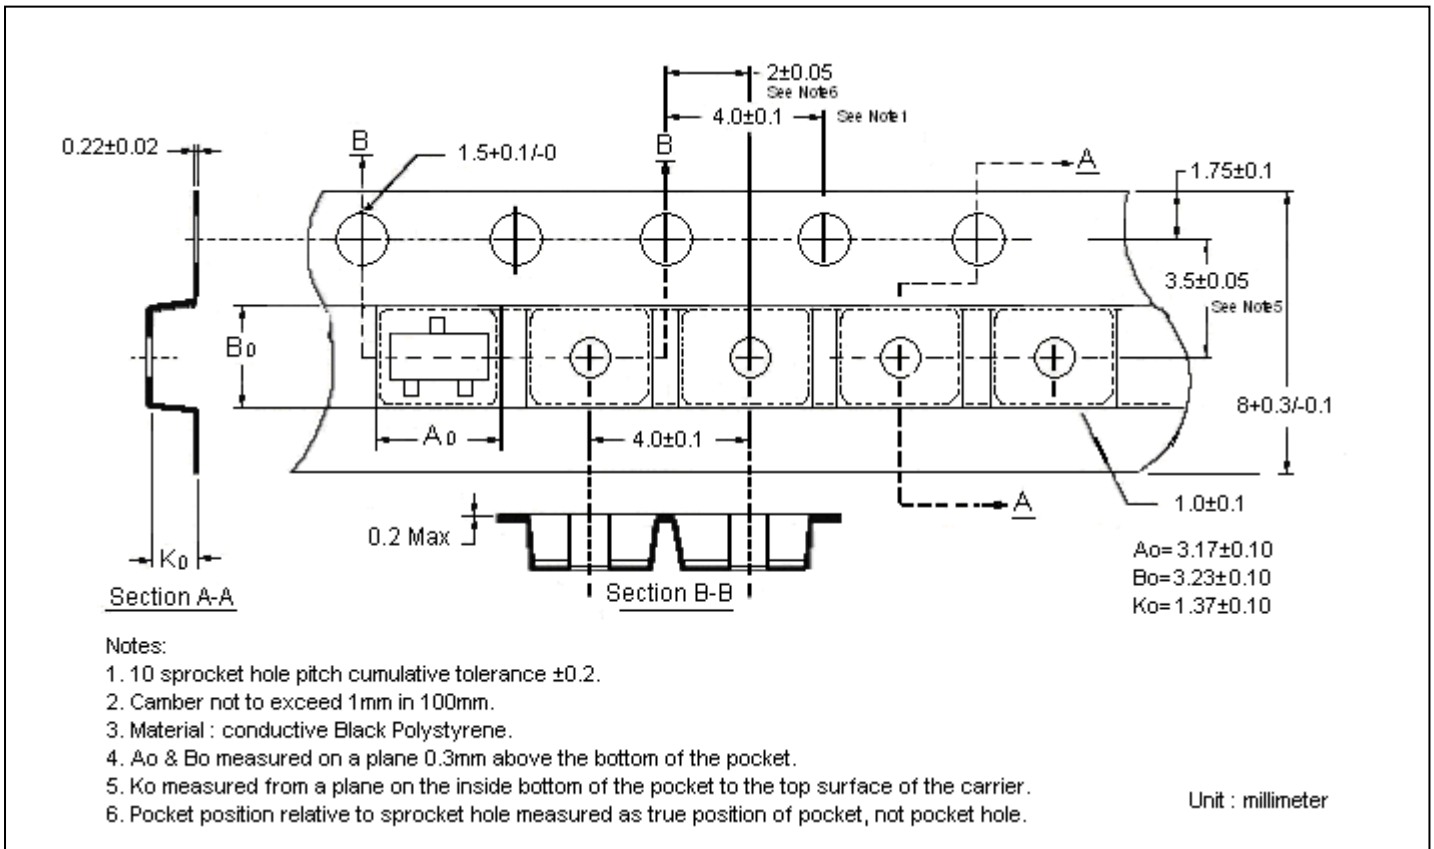 2±0.05
See Note6
4.0±0.1 See Note1
0.22±0.02
B
1.5+0.1/-0
B
A
1.75±0.1
3.5±0.05
See Note5
B0
A0
4.0±0.1
8+0.3/-0.1
0.2 Max
A
1.0±0.1
K0
Section A-A
Section B-B
Ao=3.17±0.10
Bo=3.23±0.10
Ko=1.37±0.10
Notes:
1. 10 sprocket hole pitch cumulative tolerance ±0.2.
2. Camber not to exceed 1mm in 100mm.
3. Material : conductive Black Polystyrene.
4. Ao & Bo measured on a plane 0.3mm above the bottom of the pocket.
5. Ko measured from a plane on the inside bottom of the pocket to the top surface of the carrier.
6. Pocket position relative to sprocket hole measured as true position of pocket, not pocket hole.
Unit : millimeter